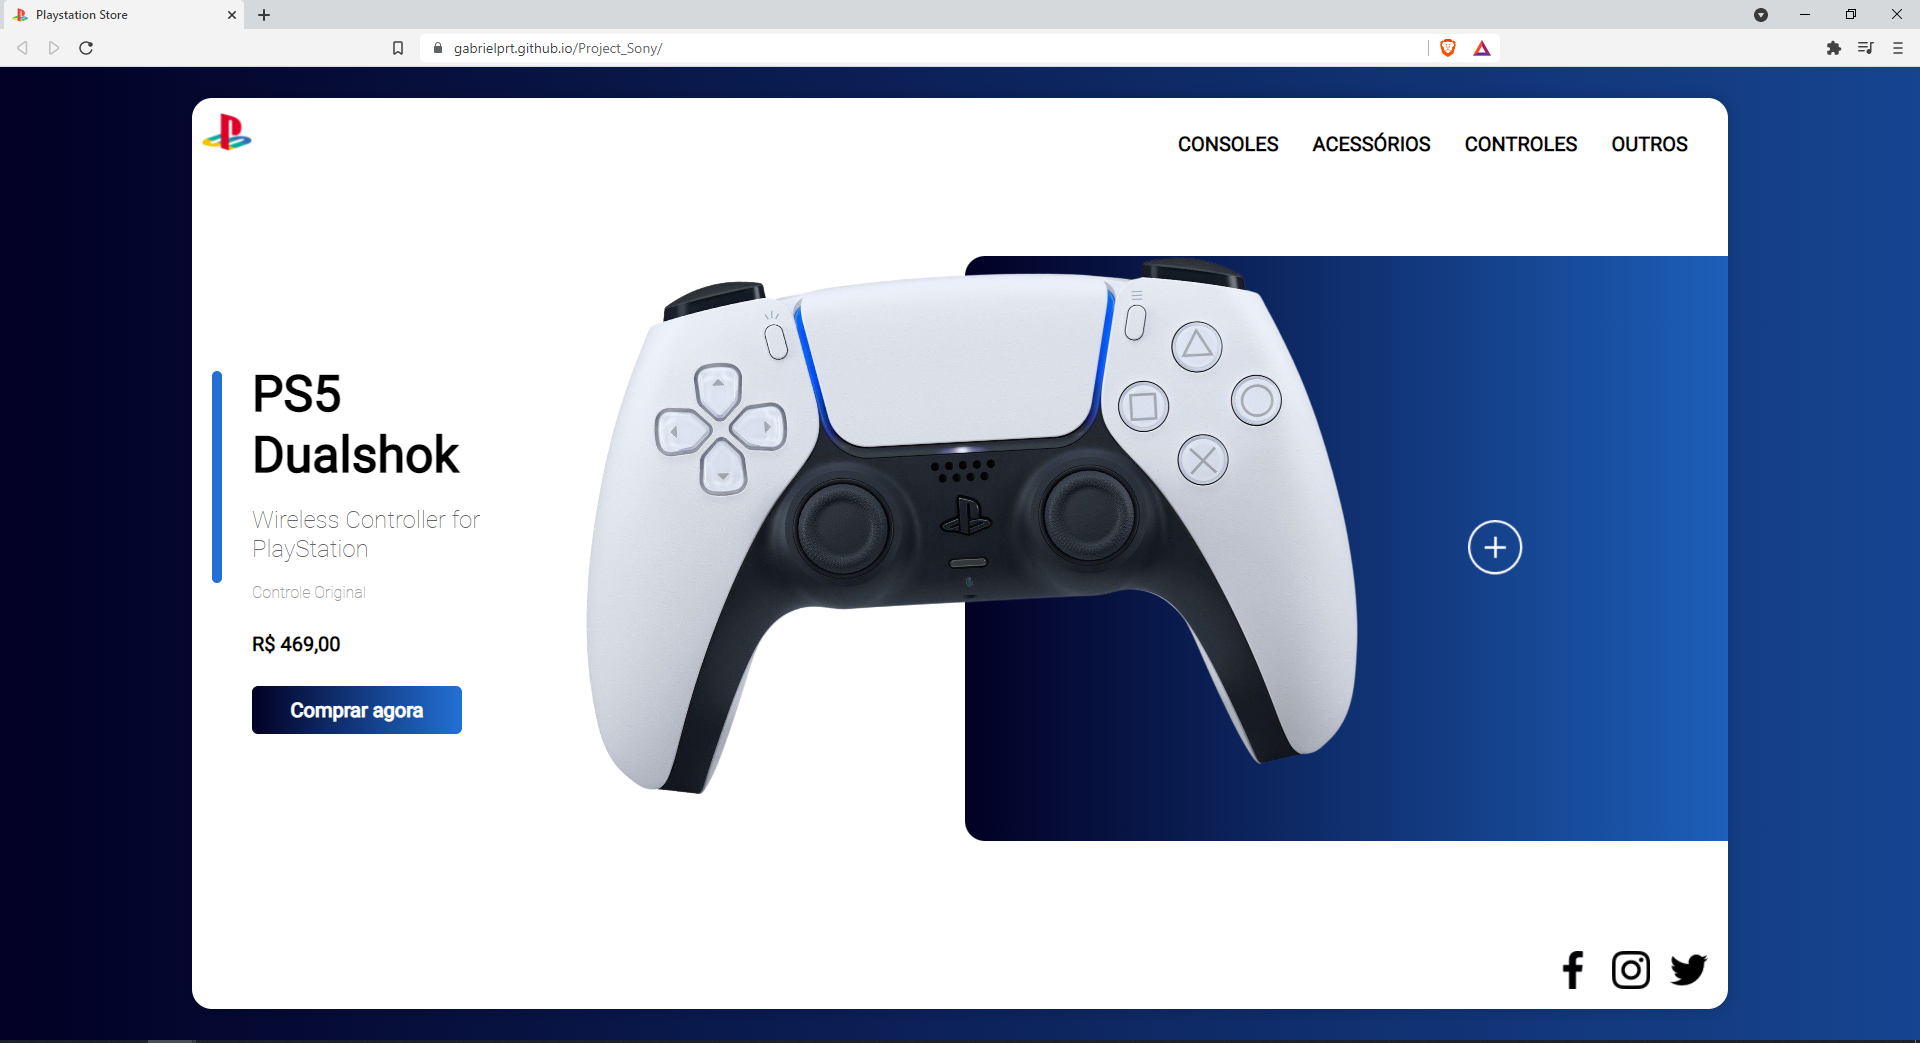 Playstation Store
gabrielprt.github.io/Project_Sony/
CONSOLES ACESSÓRIOS CONTROLES OUTROS
PS5
Dualshok
Wireless Controller for
PlayStation
Controle Original
R$ 469,00
Comprar agora